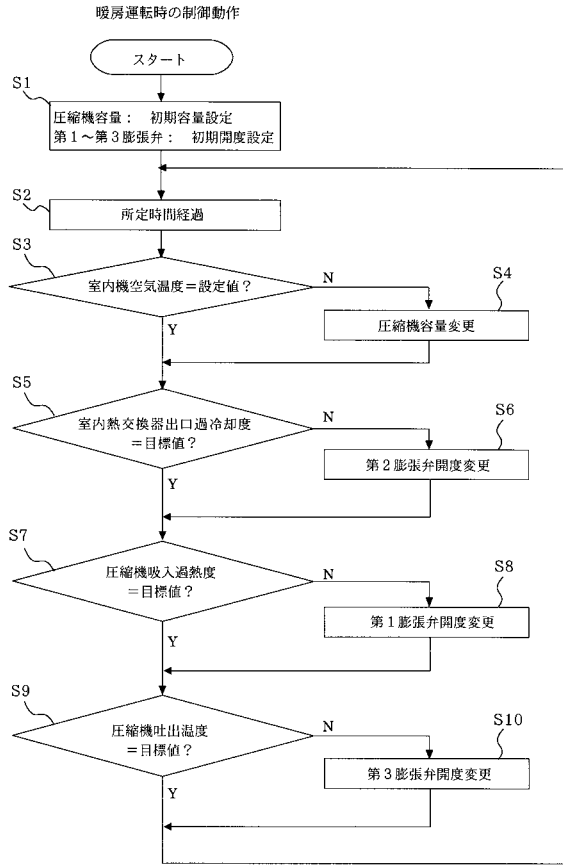 暖房運転時の制御動作
スタート
S1
圧縮機容量： 初期容量設定
第1～第3膨張弁： 初期開度設定
S2
所定時間経過
S3
室内機空気温度＝設定値？
N
Y
S4
圧縮機容量変更
S5
室内熱交換器出口過冷却度
＝目標値？
N
Y
S6
第2膨張弁開度変更
S7
圧縮機吸入過熱度
＝目標値？
N
Y
S8
第1膨張弁開度変更
S9
圧縮機吐出温度
＝目標値？
N
Y
S10
第3膨張弁開度変更